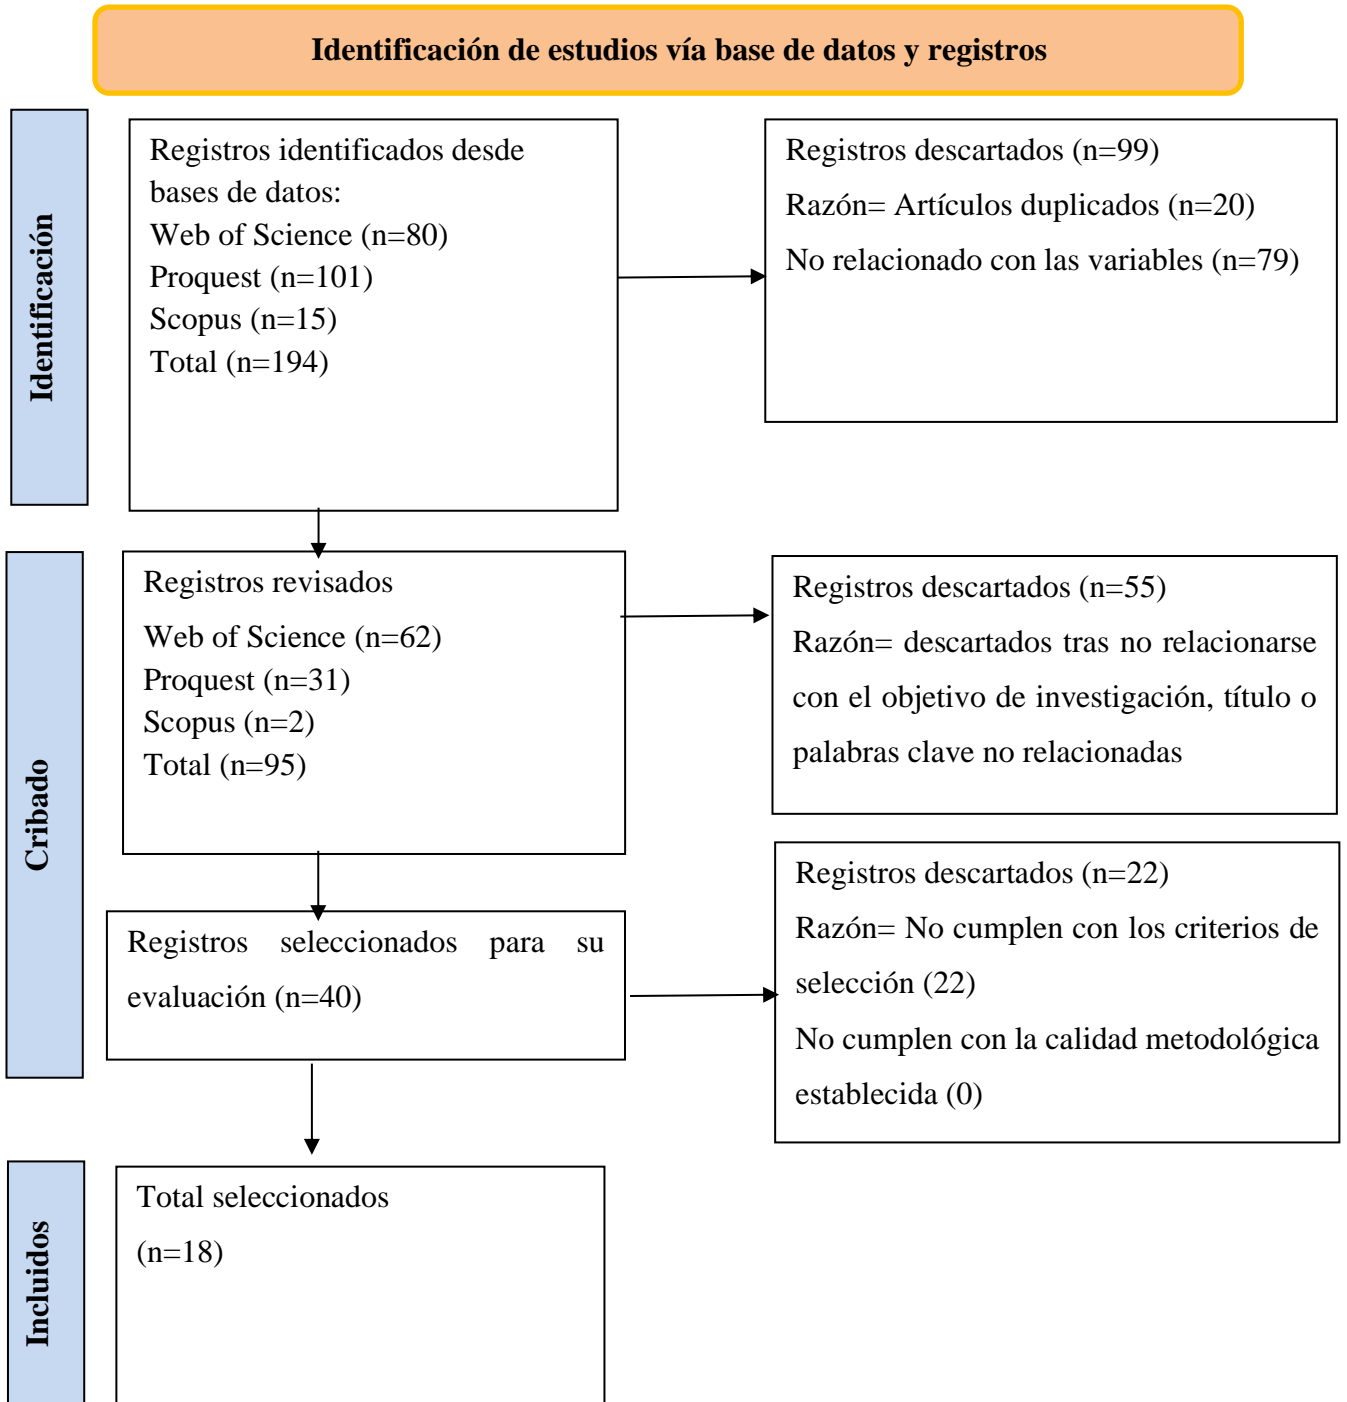 Identificación de estudios vía base de datos y registros
Identificación
Registros identificados desde
bases de datos:
Web of Science (n=80)
Proquest (n=101)
Scopus (n=15)
Total (n=194)
Registros descartados (n=99)
Razón= Artículos duplicados (n=20)
No relacionado con las variables (n=79)
Cribado
Registros revisados
Web of Science (n=62)
Proquest (n=31)
Scopus (n=2)
Total (n=95)
Registros descartados (n=55)
Razón= descartados tras no relacionarse
con el objetivo de investigación, título o
palabras clave no relacionadas
Registros seleccionados para su
evaluación (n=40)
Registros descartados (n=22)
Razón= No cumplen con los criterios de
selección (22)
No cumplen con la calidad metodológica
establecida (0)
Incluidos
Total seleccionados
(n=18)